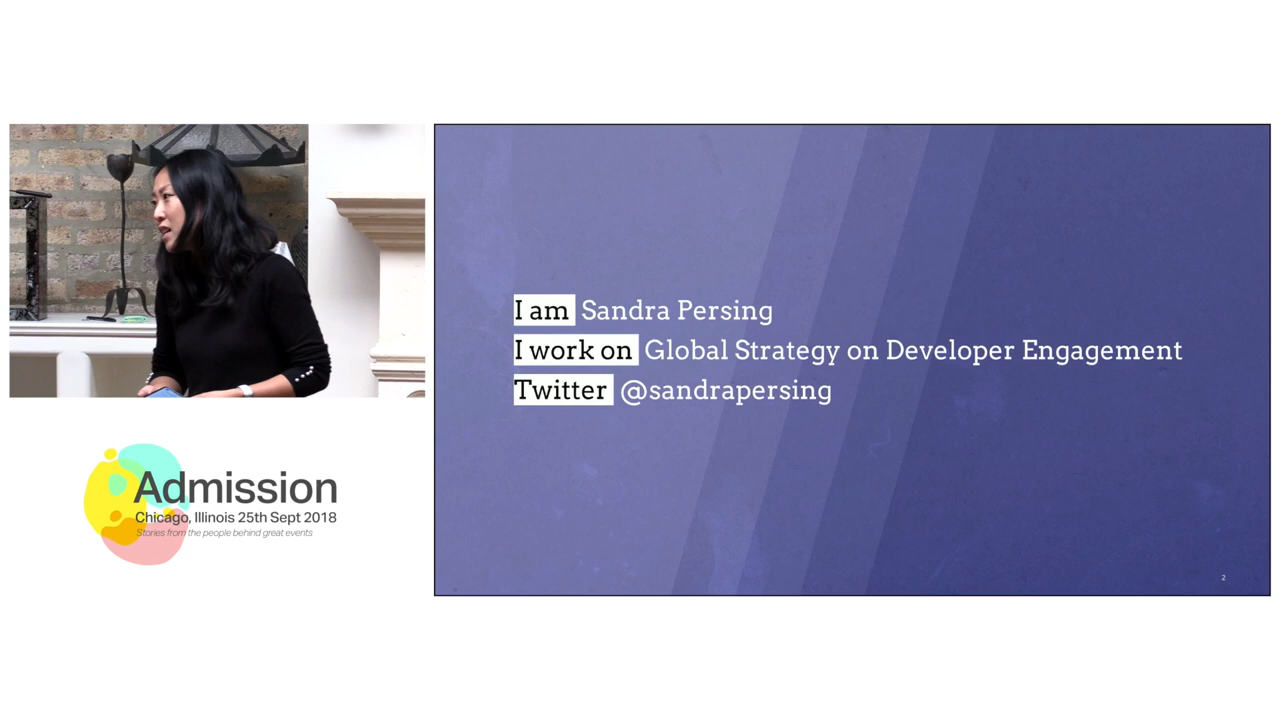 Admission
Chicago, Illinois 25th Sept 2018
Stories from the people behind great events
I am Sandra Persing
I work on Global Strategy on Developer Engagement
Twitter @sandrapersing
2